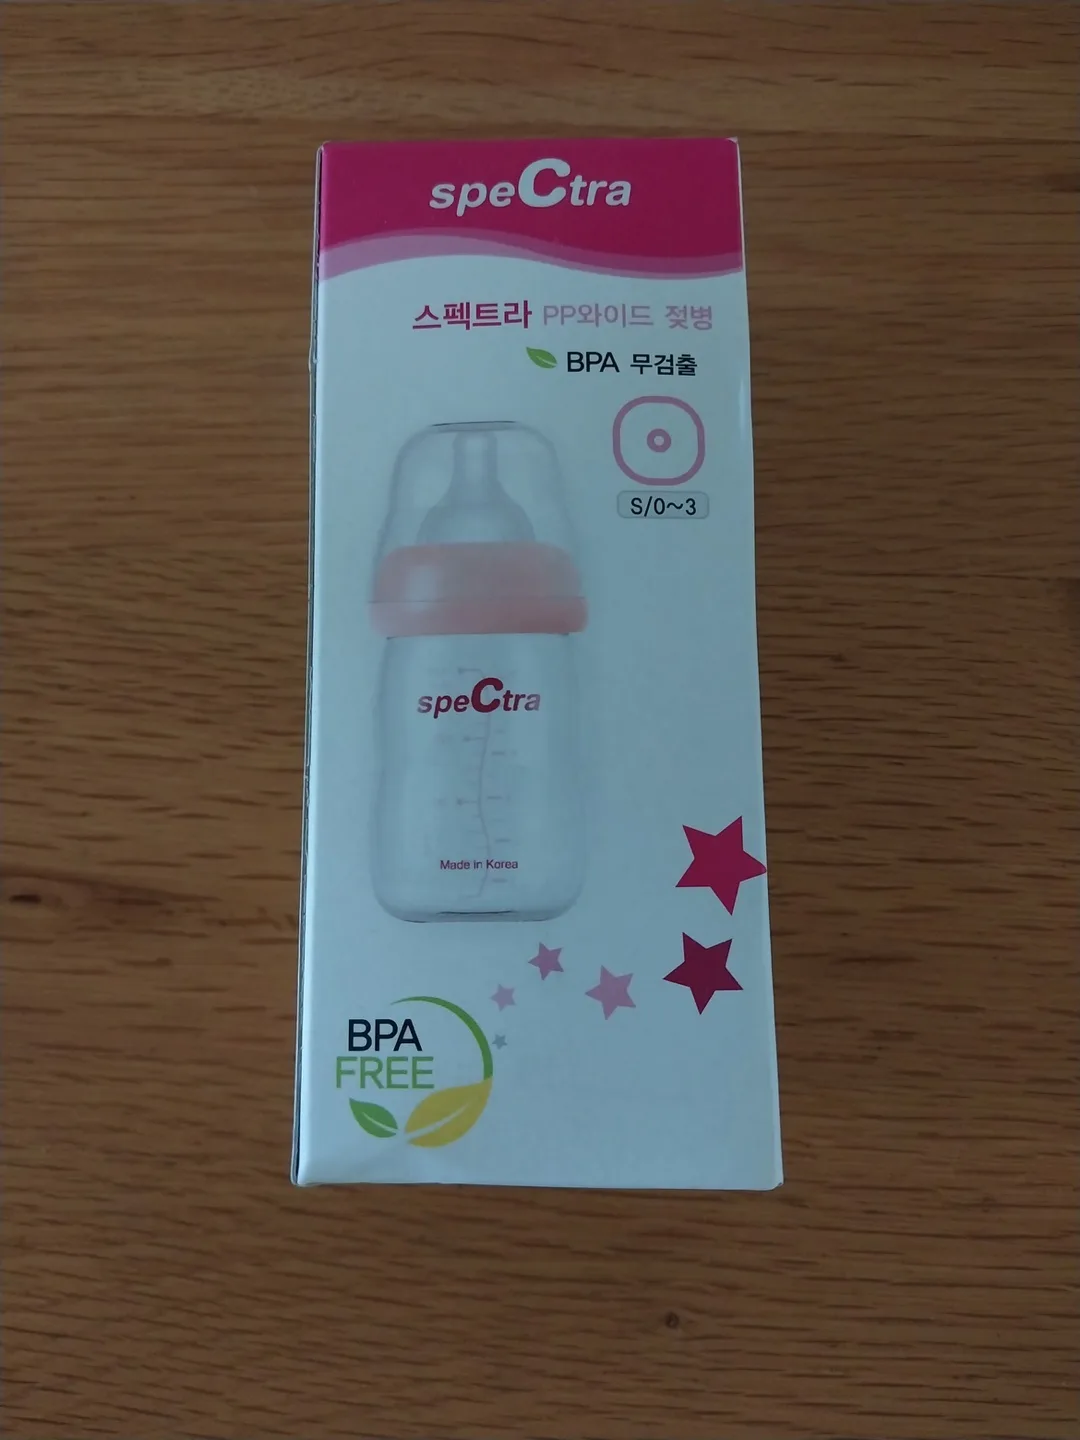 speCtra
스펙트라 PP와이드 젖병
BPA 무검출
S/0~3
speCtra
Made in Korea
BPA
FREE